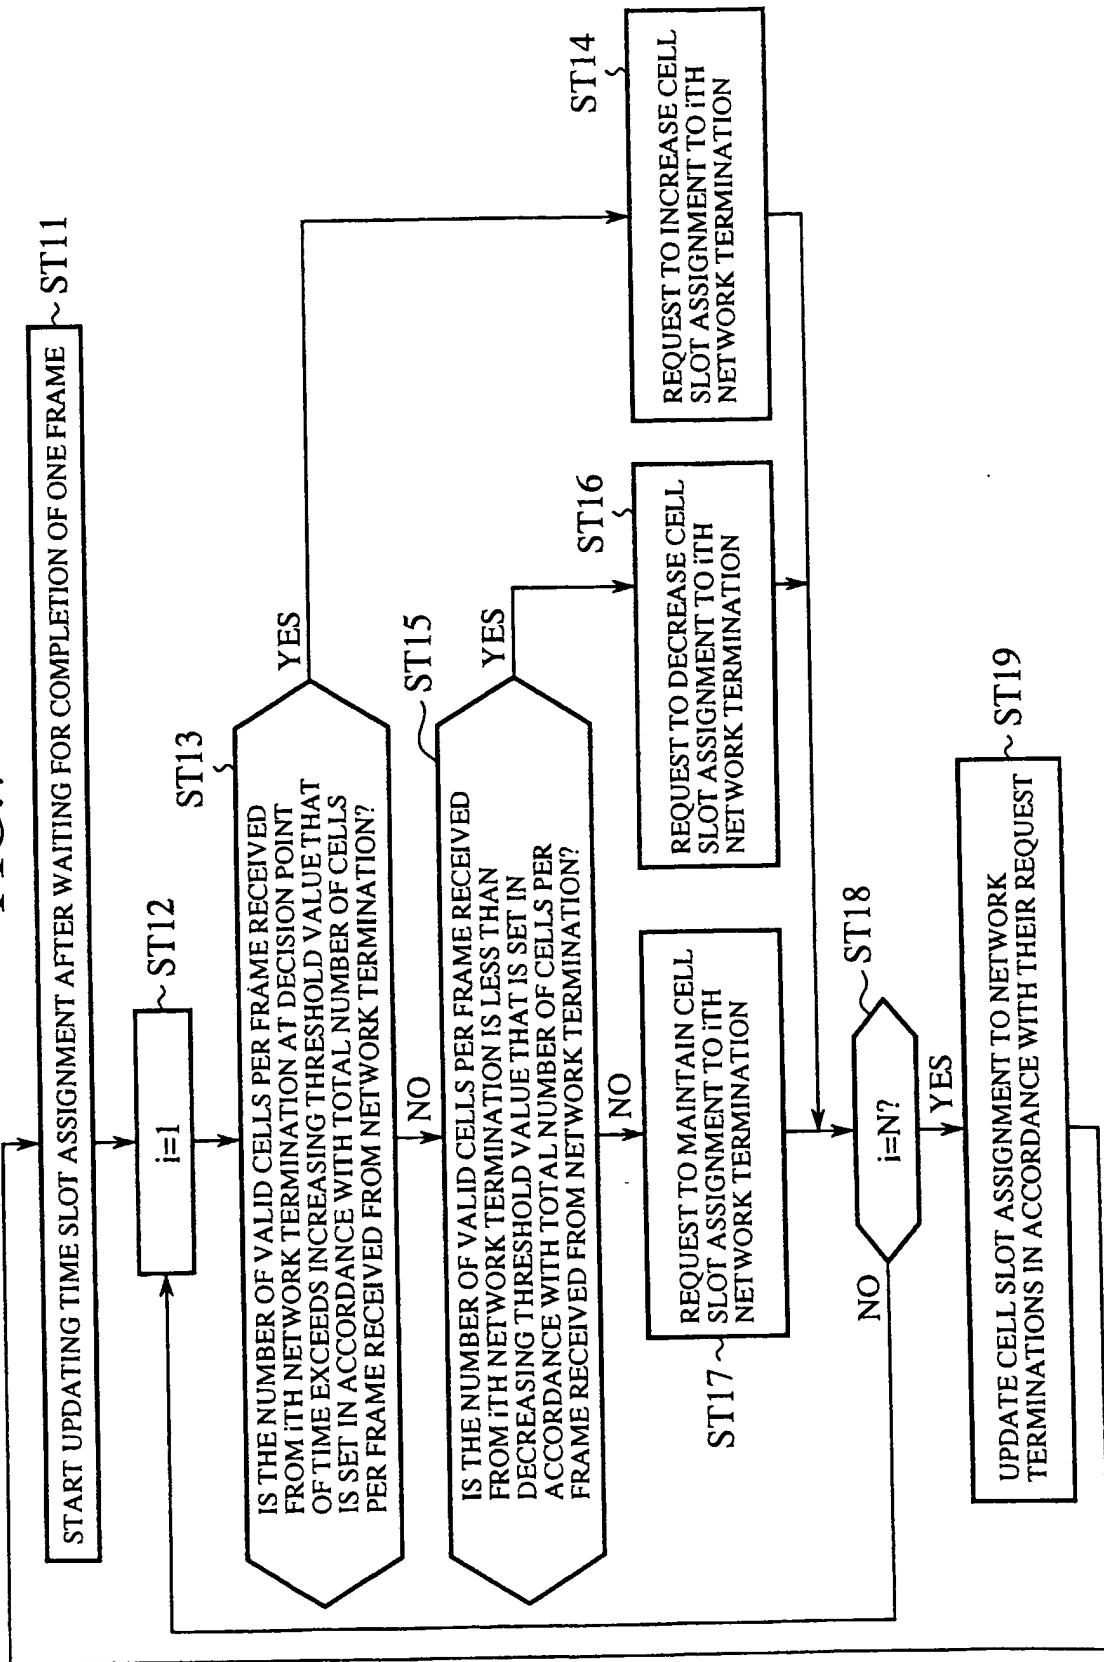 START UPDATING TIME SLOT ASSIGNMENT AFTER WAITING FOR COMPLETION OF ONE FRAME
ST11
i=1
ST12
ST13
IS THE NUMBER OF VALID CELLS PER FRAME RECEIVED
FROM iTH NETWORK TERMINATION AT DECISION POINT
OF TIME EXCEEDS INCREASING THRESHOLD VALUE THAT
IS SET IN ACCORDANCE WITH TOTAL NUMBER OF CELLS
PER FRAME RECEIVED FROM NETWORK TERMINATION?
YES
NO
ST15
IS THE NUMBER OF VALID CELLS PER FRAME RECEIVED
FROM iTH NETWORK TERMINATION IS LESS THAN
DECREASING THRESHOLD VALUE THAT IS SET IN
ACCORDANCE WITH TOTAL NUMBER OF CELLS PER
FRAME RECEIVED FROM NETWORK TERMINATION?
YES
NO
ST17
REQUEST TO MAINTAIN CELL
SLOT ASSIGNMENT TO iTH
NETWORK TERMINATION
ST16
REQUEST TO DECREASE CELL
SLOT ASSIGNMENT TO iTH
NETWORK TERMINATION
ST14
REQUEST TO INCREASE CELL
SLOT ASSIGNMENT TO iTH
NETWORK TERMINATION
ST18
i=N?
NO
YES
ST19
UPDATE CELL SLOT ASSIGNMENT TO NETWORK
TERMINATIONS IN ACCORDANCE WITH THEIR REQUEST